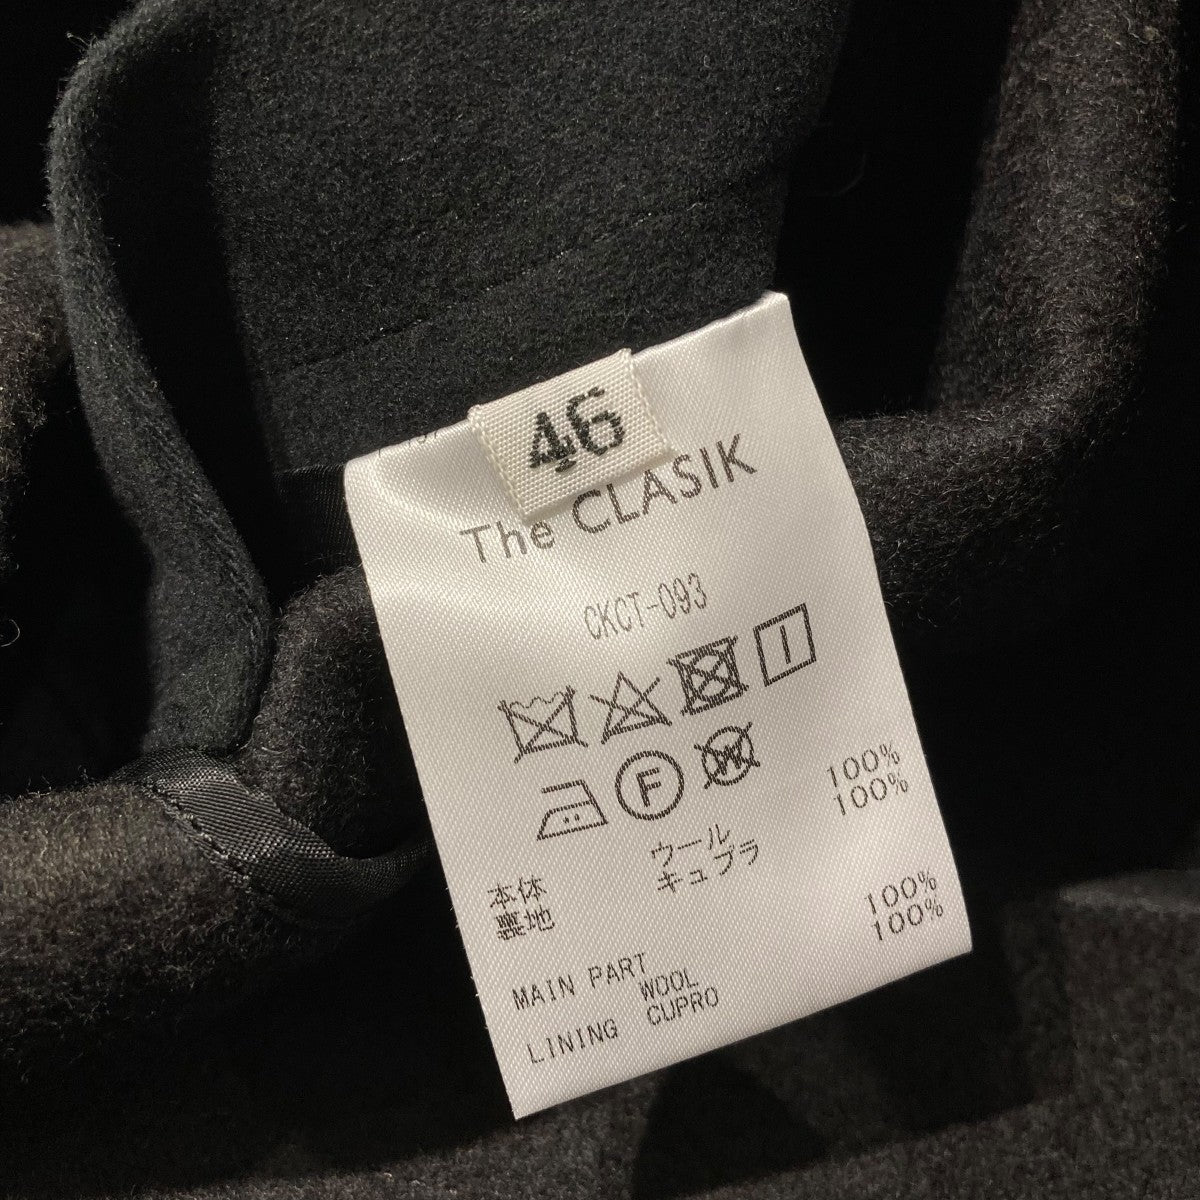 46
The CLASIK
CKCT-093
F
W
本体 ウール 100%
裏地 キュプラ 100%
MAIN PART WOOL 100%
LINING CUPRO 100%